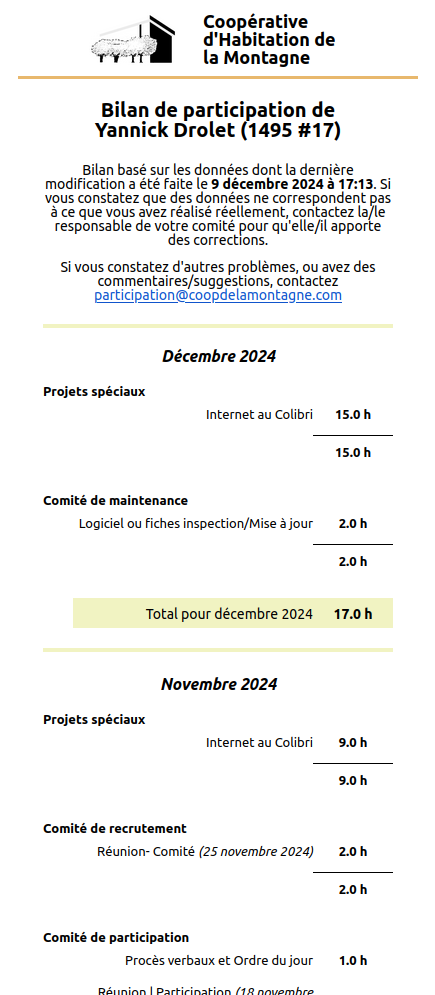 Coopérative
d'Habitation de
la Montagne
Bilan de participation de
Yannick Drolet (1495 #17)
Bilan basé sur les données dont la dernière
modification a été faite le 9 décembre 2024 à 17:13. Si
vous constatez que des données ne correspondent pas
à ce que vous avez réalisé réellement, contactez la/le
responsable de votre comité pour qu'elle/il apporte
des corrections.
Si vous constatez d'autres problèmes, ou avez des
commentaires/suggestions, contactez
participation@coopdelamontagne.com
Décembre 2024
Projets spéciaux
Internet au Colibri 15.0 h
15.0 h
Comité de maintenance
Logiciel ou fiches inspection/Mise à jour 2.0 h
2.0 h
Total pour décembre 2024 17.0 h
Novembre 2024
Projets spéciaux
Internet au Colibri 9.0 h
9.0 h
Comité de recrutement
Réunion- Comité (25 novembre 2024) 2.0 h
2.0 h
Comité de participation
Procès verbaux et Ordre du jour 1.0 h
Réunion | Participation (18 novembre